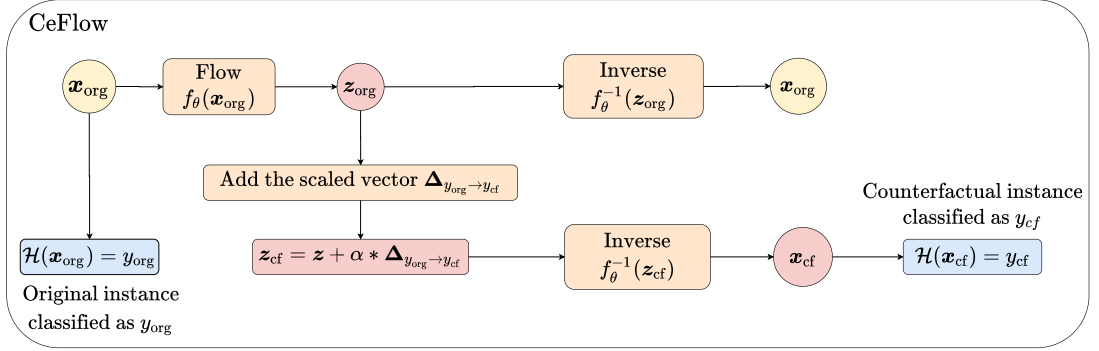 CeFlow
x_org
Flow
f_θ(x_org)
z_org
Inverse
f_θ^{-1}(z_org)
x_org
Add the scaled vector Δ_{y_org→y_cf}
Counterfactual instance
classified as y_cf
H(x_org) = y_org
z_cf = z + α * Δ_{y_org→y_cf}
Inverse
f_θ^{-1}(z_cf)
x_cf
H(x_cf) = y_cf
Original instance
classified as y_org